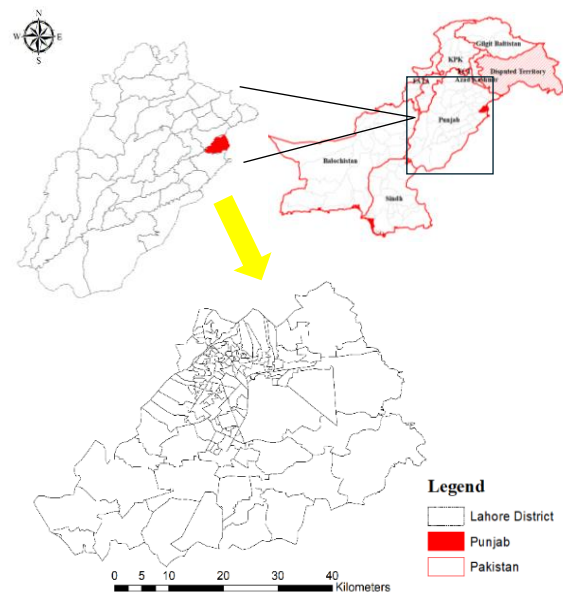 N
W
E
S
Gilgit Baltistan
KPK
Disputed Territory
FATA
Azad Kashmir
Punjab
Balochistan
Sindh
Legend
Lahore District
Punjab
Pakistan
0 5 10 20 30 40
Kilometers